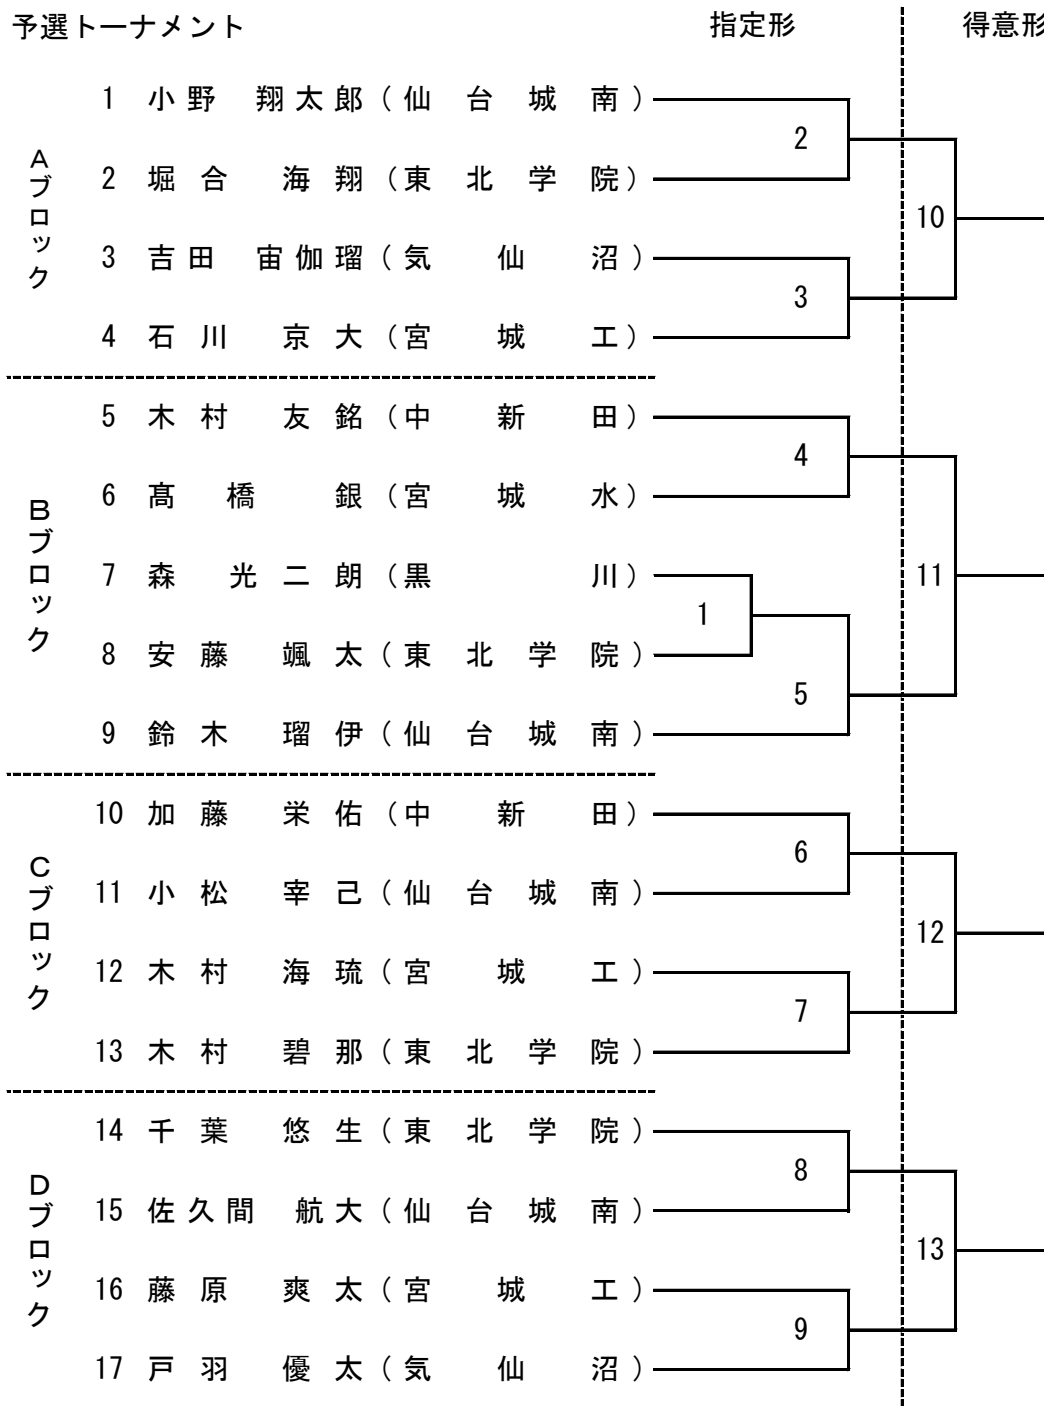 予選トーナメント 指定形 得意形
Aブロック
1 小野 翔太郎(仙台城南)
2
2 堀合 海翔(東北学院)
10
3 吉田 宙伽瑠(気仙沼)
3
4 石川 京大(宮城工)
Bブロック
5 木村 友銘(中新田)
4
6 髙橋 銀(宮城水)
7 森 光二朗(黒川)
11
1
8 安藤 颯太(東北学院)
5
9 鈴木 瑠伊(仙台城南)
Cブロック
10 加藤 栄佑(中新田)
6
11 小松 宰己(仙台城南)
12
12 木村 海琉(宮城工)
7
13 木村 碧那(東北学院)
Dブロック
14 千葉 悠生(東北学院)
8
15 佐久間 航大(仙台城南)
13
16 藤原 爽太(宮城工)
9
17 戸羽 優太(気仙沼)